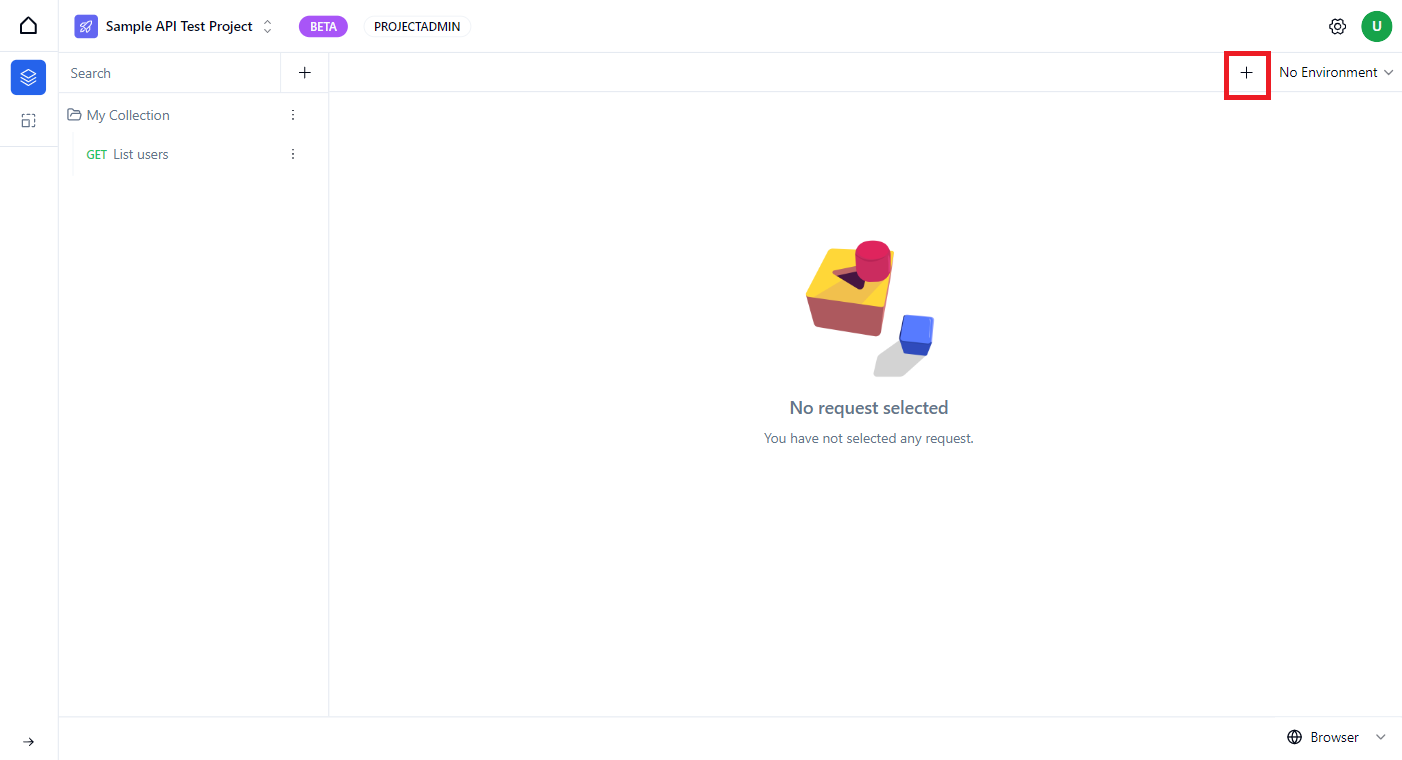 Sample API Test Project
BETA
PROJECTADMIN
U
Search
No Environment
My Collection
GET List users
No request selected
You have not selected any request.
Browser